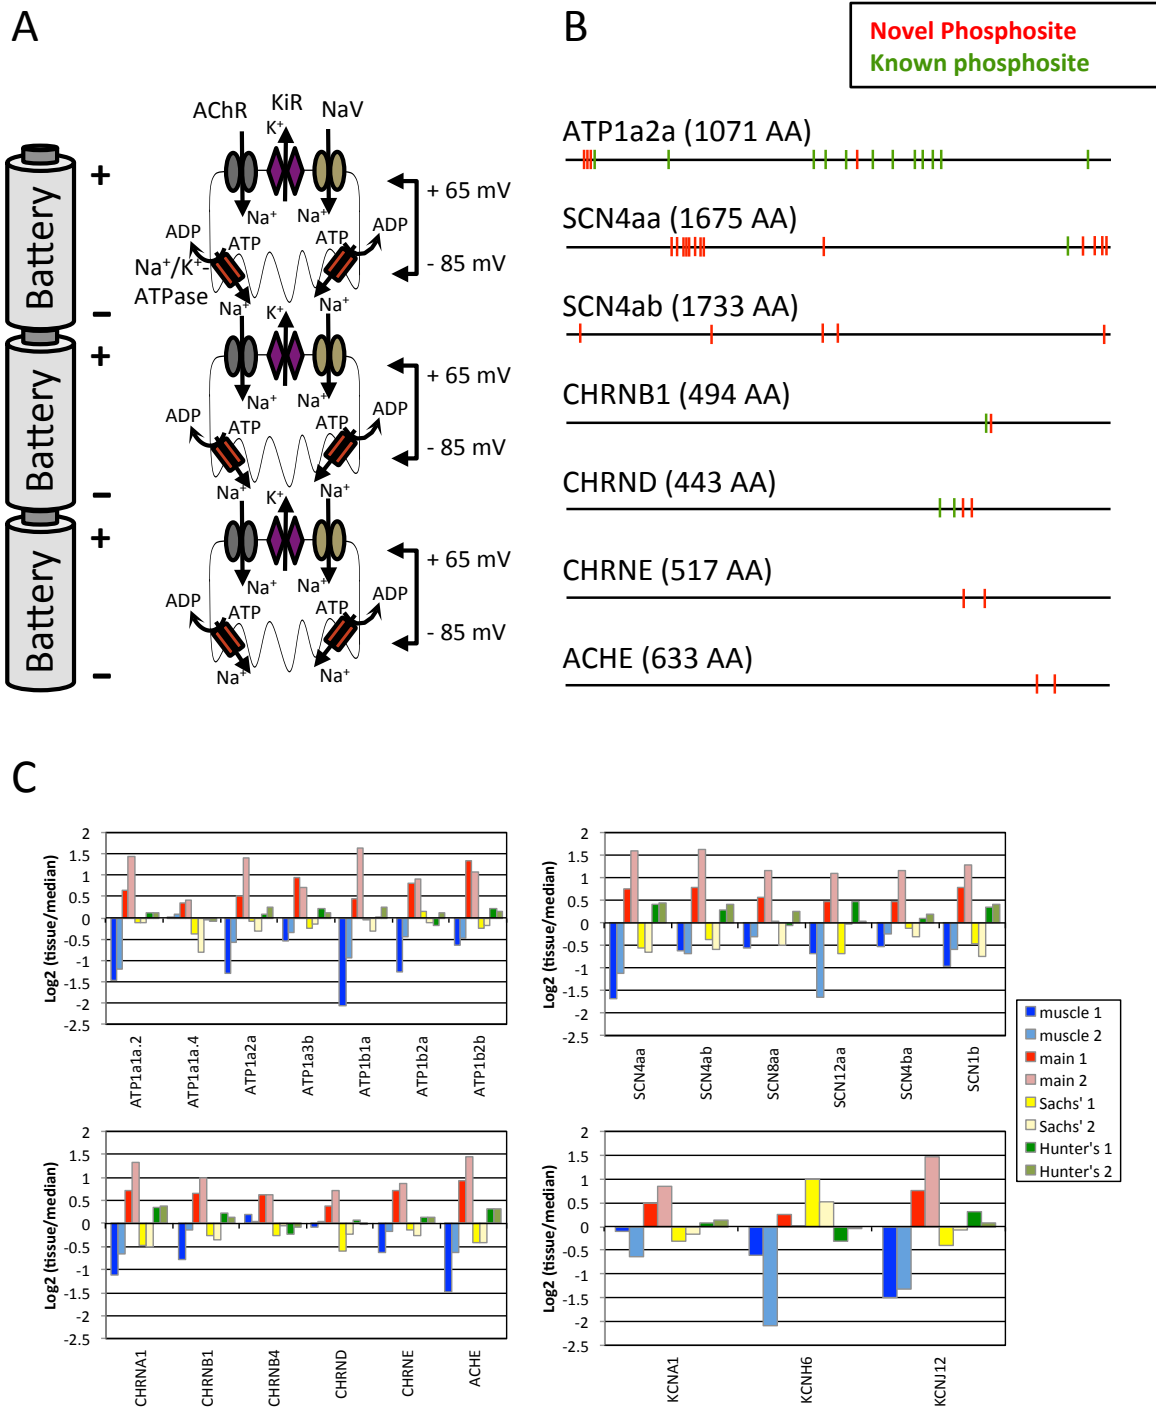 A
B
Novel Phosphosite
Known phosphosite
AChR
KiR
NaV
K⁺
Battery
+
−
Na⁺
Na⁺
+ 65 mV
- 85 mV
ADP
ATP
ATP
ADP
Na⁺/K⁺-
ATPase
Na⁺
K⁺
Na⁺
Battery
+
−
Na⁺
Na⁺
+ 65 mV
- 85 mV
ADP
ATP
ATP
ADP
Na⁺
K⁺
Na⁺
Battery
+
−
Na⁺
Na⁺
+ 65 mV
- 85 mV
ADP
ATP
ATP
ADP
Na⁺
Na⁺
ATP1a2a (1071 AA)
SCN4aa (1675 AA)
SCN4ab (1733 AA)
CHRNB1 (494 AA)
CHRND (443 AA)
CHRNE (517 AA)
ACHE (633 AA)
C
Log2 (tissue/median)
2
1.5
1
0.5
0
-0.5
-1
-1.5
-2
-2.5
ATP1a1a.2
ATP1a1a.4
ATP1a2a
ATP1a3b
ATP1b1a
ATP1b2a
ATP1b2b
Log2 (tissue/median)
2
1.5
1
0.5
0
-0.5
-1
-1.5
-2
-2.5
SCN4aa
SCN4ab
SCN8aa
SCN12aa
SCN4ba
SCN1b
muscle 1
muscle 2
main 1
main 2
Sachs' 1
Sachs' 2
Hunter's 1
Hunter's 2
Log2 (tissue/median)
2
1.5
1
0.5
0
-0.5
-1
-1.5
-2
-2.5
CHRNA1
CHRNB1
CHRNB4
CHRND
CHRNE
ACHE
Log2 (tissue/median)
2
1.5
1
0.5
0
-0.5
-1
-1.5
-2
-2.5
KCNA1
KCNH6
KCNJ12